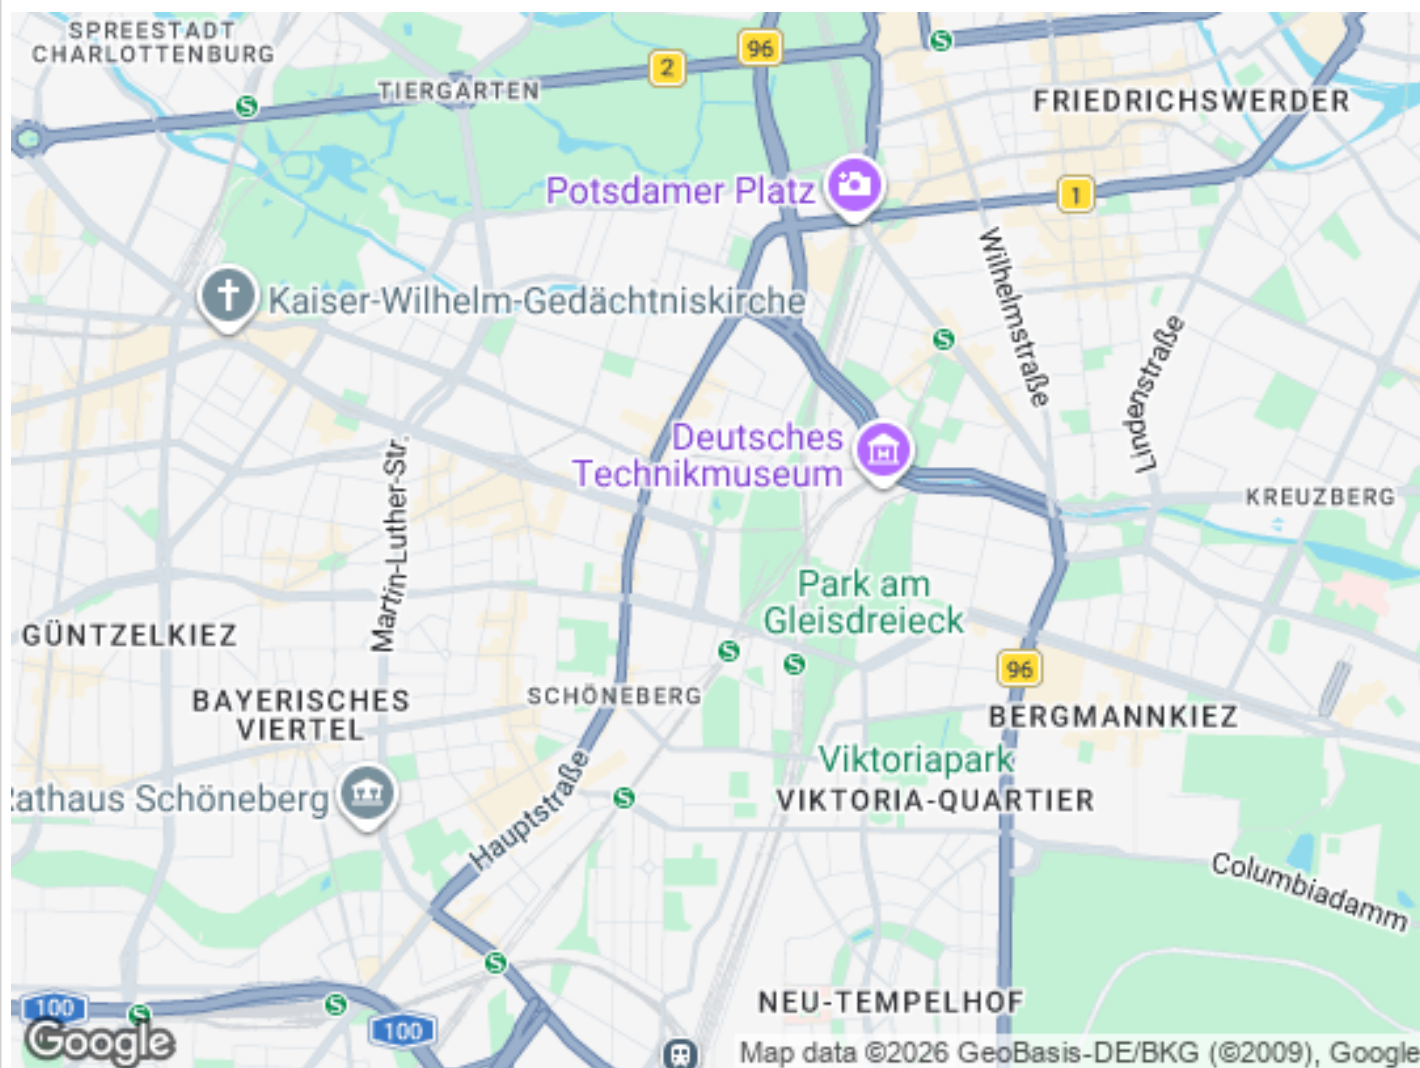 SPREESTADT
CHARLOTTENBURG
96
2
TIERGARTEN
S
S
FRIEDRICHSWERDER
Potsdamer Platz
1
Wilhelmstraße
Kaiser-Wilhelm-Gedächtniskirche
S
Lindenstraße
Martin-Luther-Str.
Deutsches
Technikmuseum
KREUZBERG
Park am
Gleisdreieck
GÜNTZELKIEZ
S
S
96
BAYERISCHES
VIERTEL
SCHÖNEBERG
BERGMANNKIEZ
Viktoriapark
VIKTORIA-QUARTIER
Rathaus Schöneberg
S
Hauptstraße
Columbiadamm
S
NEU-TEMPELHOF
100
S
S
100
Google
Map data ©2026 GeoBasis-DE/BKG (©2009), Google